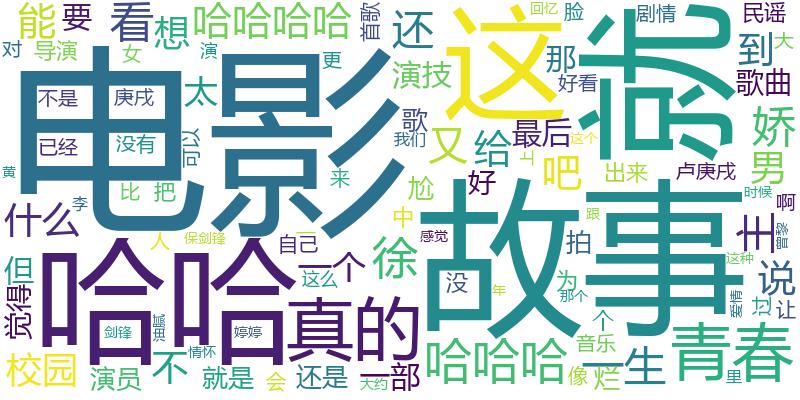 能
要
看
想
哈哈哈哈
首歌
还
这
回忆
就
脸
剧情
民谣
对
导演
女
演
更
那
到
大
电影
不是
庚戌
太
演技
好看
歌曲
已经
没有
可以
歌
我们
又
给
最后
吧
这个
上
出来
卢庚戌
娇
男
黄
比
把
来
尬
好
时候
李
什么
人
保剑锋
一
自己
中
感觉
故事
跟
主
啊
曾黎
但
哈哈
一个
这么
徐
没
拍
为
那个
这种
说
觉得
剑锋
油腻
婷婷
真的
年
个
爱情
过
让
校园
演员
不
情怀
就是
会
还是
大约
一部
哈哈哈
像
音乐
烂
一生
青春
里